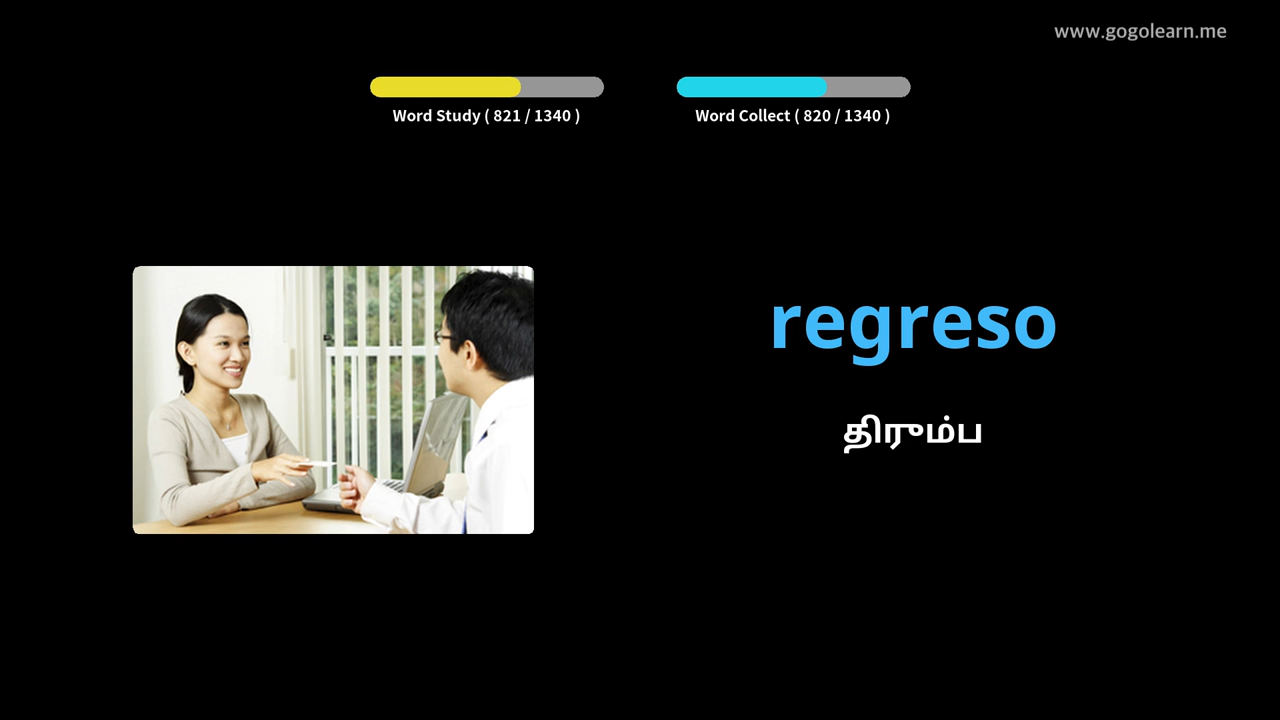 www.gogolearn.me
Word Study ( 821 / 1340 )
Word Collect ( 820 / 1340 )
regreso
திரும்ப